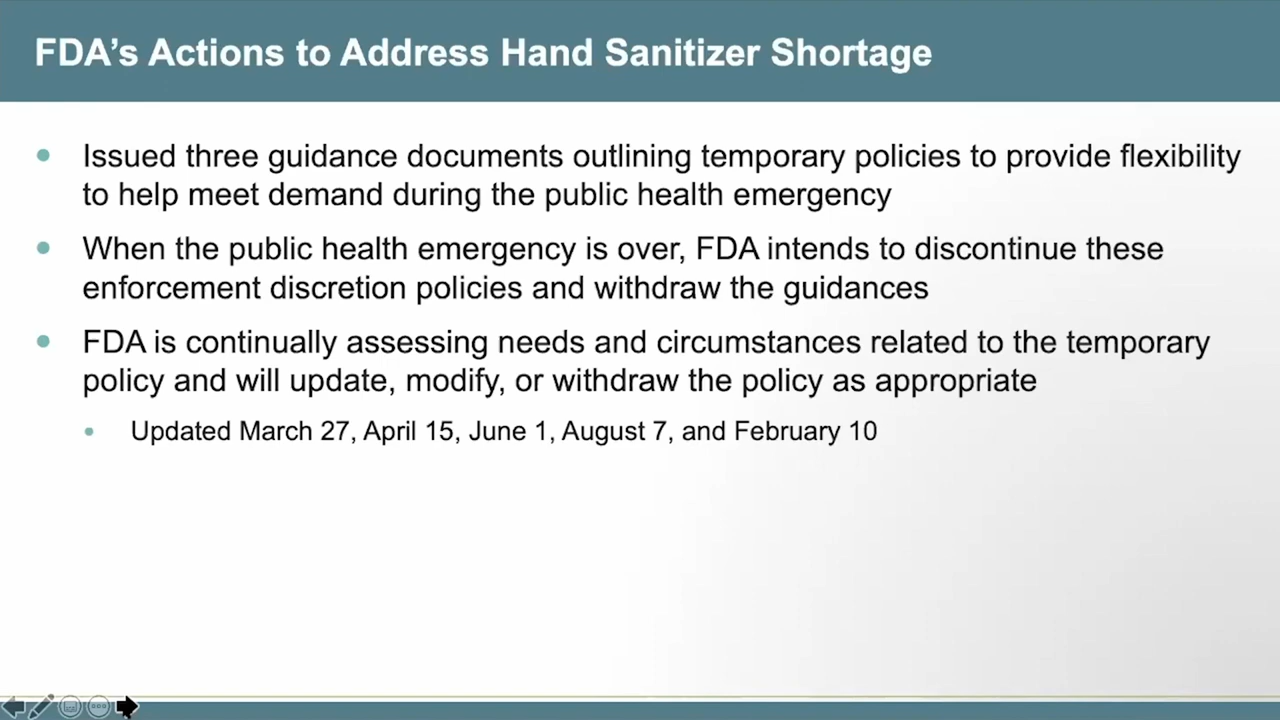 FDA’s Actions to Address Hand Sanitizer Shortage
Issued three guidance documents outlining temporary policies to provide flexibility
to help meet demand during the public health emergency
When the public health emergency is over, FDA intends to discontinue these
enforcement discretion policies and withdraw the guidances
FDA is continually assessing needs and circumstances related to the temporary
policy and will update, modify, or withdraw the policy as appropriate
Updated March 27, April 15, June 1, August 7, and February 10